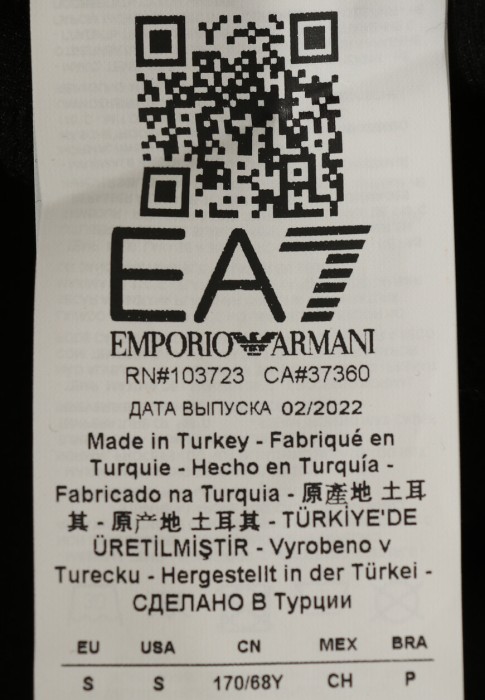 EA7
EMPORIO ARMANI
RN#103723 CA#37360
ДАТА ВЫПУСКА 02/2022
Made in Turkey - Fabriqué en
Turquie - Hecho en Turquía -
Fabricado na Turquia - 原產地 土耳
其 - 原产地 土耳其 - TÜRKİYE'DE
ÜRETİLMİŞTİR - Vyrobeno v
Turecku - Hergestellt in der Türkei -
СДЕЛАНО В Турции
EU USA CN MEX BRA
S S 170/68Y CH P